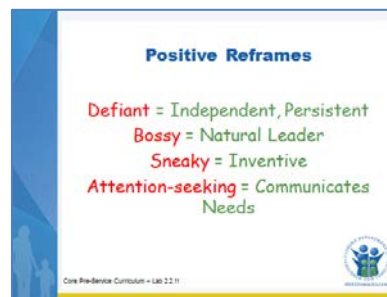 Positive Reframes
Defiant = Independent, Persistent
Bossy = Natural Leader
Sneaky = Inventive
Attention-seeking = Communicates
Needs
Core Pre-Service Curriculum – Lab 2.2.11